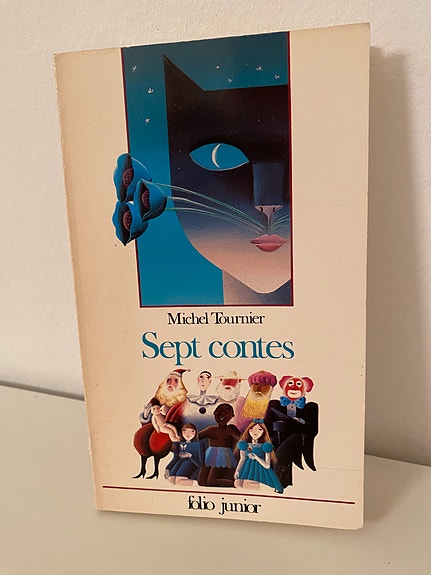 Michel Tournier
Sept contes
folio junior